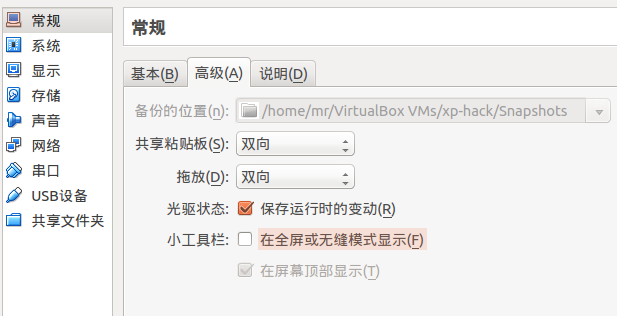 常规
系统
显示
存储
声音
网络
串口
USB设备
共享文件夹
常规
基本(B) 高级(A) 说明(D)
备份的位置(n): /home/mr/VirtualBox VMs/xp-hack/Snapshots
共享粘贴板(S): 双向
拖放(D): 双向
光驱状态: 保存运行时的变动(R)
小工具栏: 在全屏或无缝模式显示(F)
在屏幕顶部显示(T)